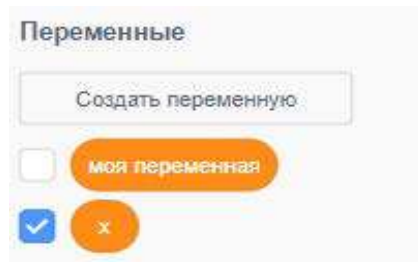 Переменные
Создать переменную
моя переменная
x